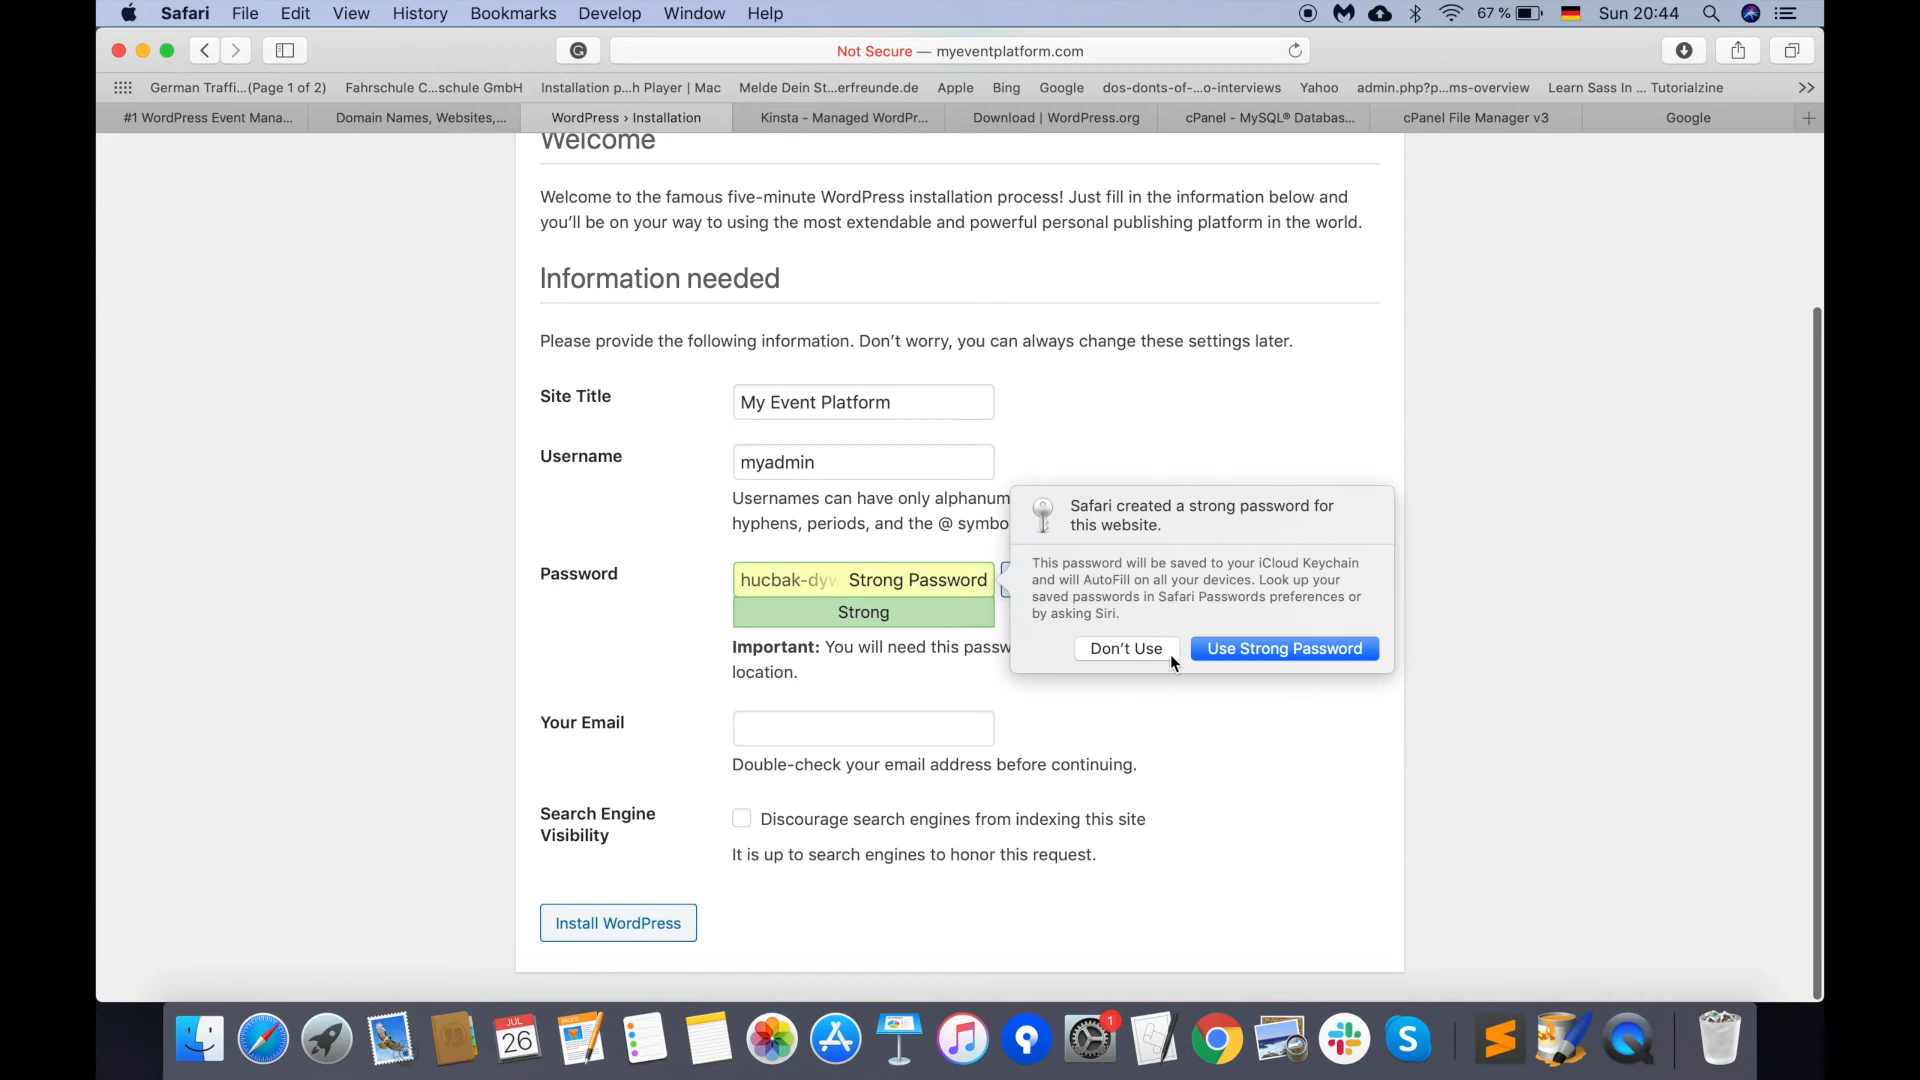 Safari File Edit View History Bookmarks Develop Window Help 67 % Sun 20:44
Not Secure — myeventplatform.com
German Traffi...(Page 1 of 2) Fahrschule C...schule GmbH Installation p...h Player | Mac Melde Dein St...erfreunde.de Apple Bing Google dos-donts-of-...o-interviews Yahoo admin.php?p...ms-overview Learn Sass In ... Tutorialzine >>
#1 WordPress Event Mana... Domain Names, Websites,... WordPress › Installation Kinsta - Managed WordPr... Download | WordPress.org cPanel - MySQL® Databas... cPanel File Manager v3 Google
Welcome
Welcome to the famous five-minute WordPress installation process! Just fill in the information below and
you’ll be on your way to using the most extendable and powerful personal publishing platform in the world.
Information needed
Please provide the following information. Don’t worry, you can always change these settings later.
Site Title My Event Platform
Username myadmin
Usernames can have only alphanum
hyphens, periods, and the @ symbo
Password hucbak-dyw Strong Password
Strong
Important: You will need this passw
location.
Safari created a strong password for
this website.
This password will be saved to your iCloud Keychain
and will AutoFill on all your devices. Look up your
saved passwords in Safari Passwords preferences or
by asking Siri.
Don’t Use Use Strong Password
Your Email
Double-check your email address before continuing.
Search Engine
Visibility
Discourage search engines from indexing this site
It is up to search engines to honor this request.
Install WordPress
JUL
26
PAGES
1